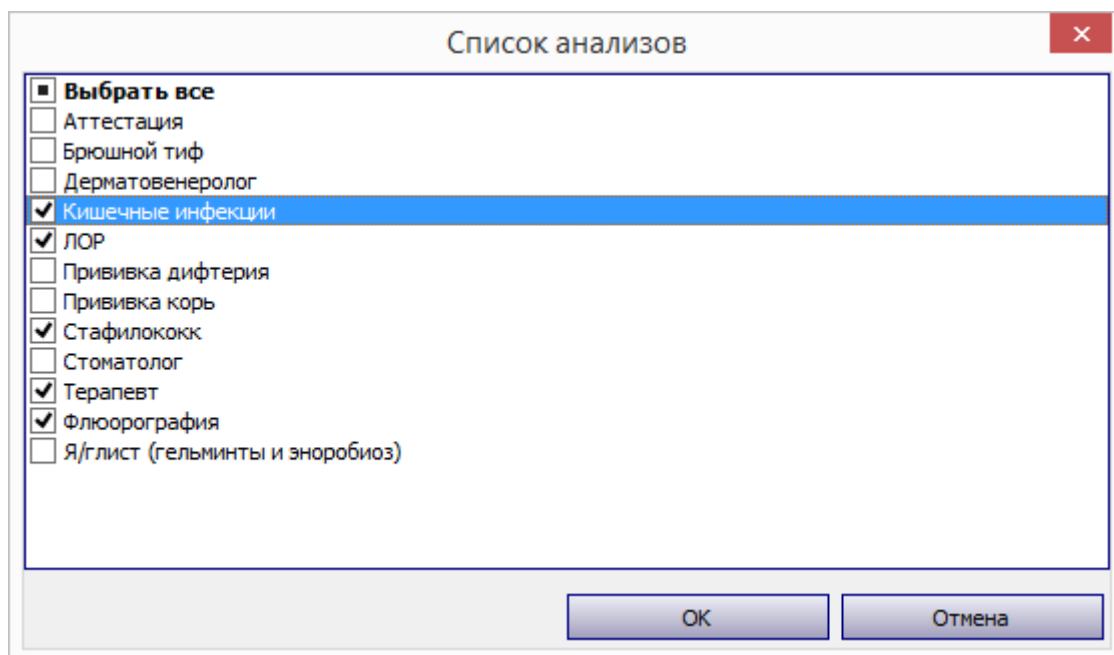 Список анализов
Выбрать все
Аттестация
Брюшной тиф
Дерматовенеролог
Кишечные инфекции
ЛОР
Прививка дифтерия
Прививка корь
Стафилококк
Стоматолог
Терапевт
Флюорография
Я/глист (гельминты и эноробиоз)
ОК
Отмена